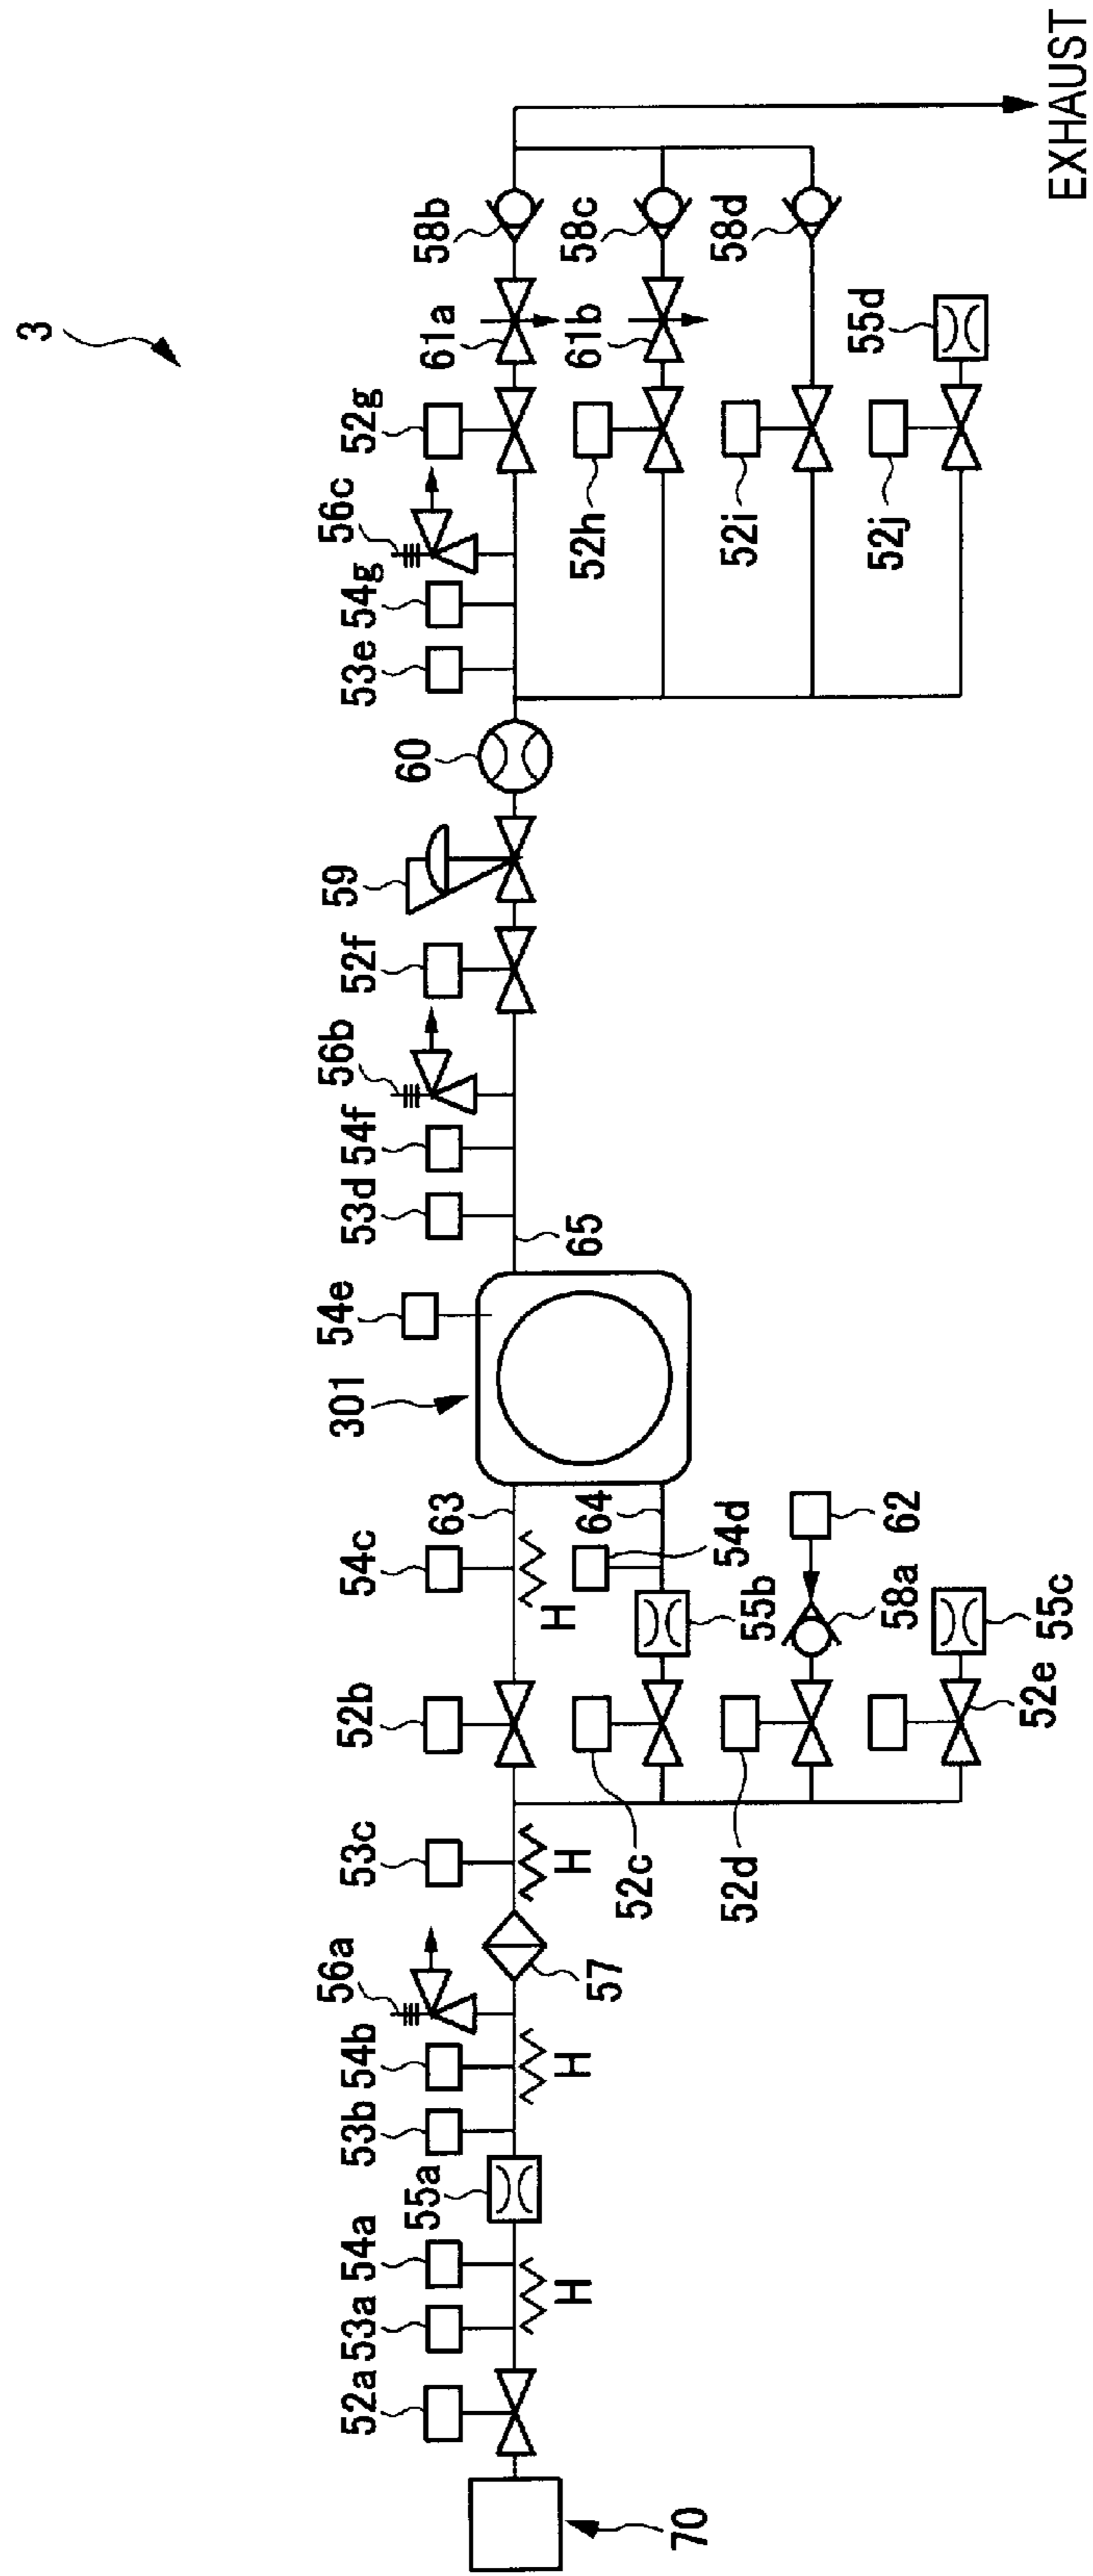 3
70
52a
53a
54a
H
55a
53b
54b
H
56a
57
53c
H
52b
54c
H
63
301
54e
65
53d
54f
56b
52f
59
60
53e
54g
56c
52g
61a
58b
52c
55b
54d
64
52h
61b
58c
52d
58a
62
52i
58d
52e
55c
52j
55d
EXHAUST